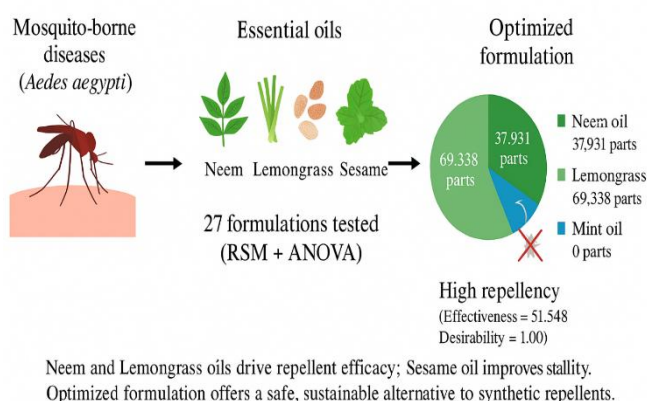 Mosquito-borne
diseases
(Aedes aegypti)
Essential oils
Neem Lemongrass Sesame
27 formulations tested
(RSM + ANOVA)
Optimized
formulation
69.338
parts
37.931
parts
Neem oil
37,931 parts
Lemongrass
69,338 parts
Mint oil
0 parts
High repellency
(Effectiveness = 51.548
Desirability = 1.00)
Neem and Lemongrass oils drive repellent efficacy; Sesame oil improves stallity.
Optimized formulation offers a safe, sustainable alternative to synthetic repellents.